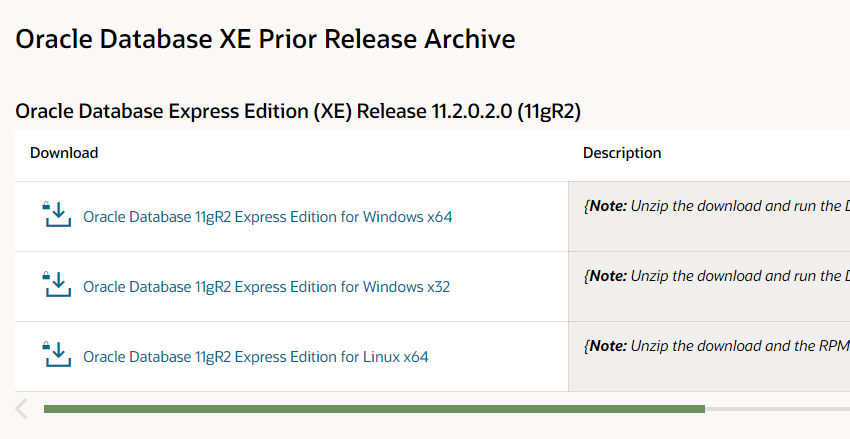 Oracle Database XE Prior Release Archive
Oracle Database Express Edition (XE) Release 11.2.0.2.0 (11gR2)
Download Description
Oracle Database 11gR2 Express Edition for Windows x64 {Note: Unzip the download and run the
Oracle Database 11gR2 Express Edition for Windows x32 {Note: Unzip the download and run the
Oracle Database 11gR2 Express Edition for Linux x64 {Note: Unzip the download and the RPM